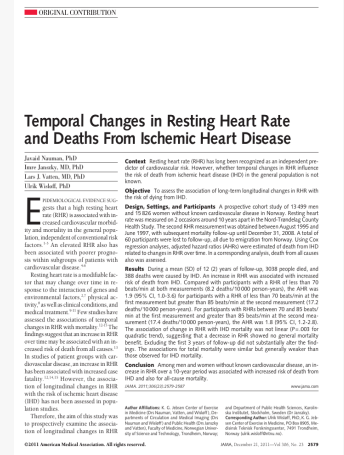 ORIGINAL CONTRIBUTION
Temporal Changes in Resting Heart Rate
and Deaths From Ischemic Heart Disease
Javaid Nauman, PhD
Imre Janszky, MD, PhD
Lars J. Vatten, MD, PhD
Ulrik Wisløff, PhD
EPIDEMIOLOGICAL EVIDENCE SUG-
gests that a high resting heart
rate (RHR) is associated with in-
creased cardiovascular morbid-
ity and mortality in the general popu-
lation, independent of conventional risk
factors. An elevated RHR also has
been associated with poorer progno-
sis within subgroups of patients with
cardiovascular disease.
Resting heart rate is a modifiable fac-
tor that may change over time in re-
sponse to the interaction of genes and
environmental factors, physical ac-
tivity, as well as clinical conditions, and
medical treatment. Few studies have
assessed the associations of temporal
changes in RHR with mortality. The
findings suggest that an increase in RHR
over time may be associated with an in-
creased risk of death from all causes.
In studies of patient groups with car-
diovascular disease, an increase in RHR
has been associated with increased case
fatality. However, the associa-
tion of longitudinal changes in RHR
with the risk of ischemic heart disease
(IHD) has not been assessed in popu-
lation studies.
Therefore, the aim of this study was
to prospectively examine the associa-
tion of longitudinal changes in RHR
Context Resting heart rate (RHR) has been recognized as an independent pre-
dictor of cardiovascular risk. However, whether temporal changes in RHR influence
the risk of death from ischemic heart disease (IHD) in the general population is not
known.
Objective To assess the association of long-term longitudinal changes in RHR with
the risk of dying from IHD.
Design, Settings, and Participants A prospective cohort study of 13 499 men
and 15 826 women without known cardiovascular disease in Norway. Resting heart
rate was measured on 2 occasions around 10 years apart in the Nord-Trøndelag County
Health Study. The second RHR measurement was obtained between August 1995 and
June 1997, with subsequent mortality follow-up until December 31, 2008. A total of
60 participants were lost to follow-up, all due to emigration from Norway. Using Cox
regression analyses, adjusted hazard ratios (AHRs) were estimated of death from IHD
related to changes in RHR over time. In a corresponding analysis, death from all causes
also was assessed.
Results During a mean (SD) of 12 (2) years of follow-up, 3038 people died, and
388 deaths were caused by IHD. An increase in RHR was associated with increased
risk of death from IHD. Compared with participants with a RHR of less than 70
beats/min at both measurements (8.2 deaths/10 000 person-years), the AHR was
1.9 (95% CI, 1.0-3.6) for participants with a RHR of less than 70 beats/min at the
first measurement but greater than 85 beats/min at the second measurement (17.2
deaths/10 000 person-years). For participants with RHRs between 70 and 85 beats/
min at the first measurement and greater than 85 beats/min at the second mea-
surement (17.4 deaths/10 000 person-years), the AHR was 1.8 (95% CI, 1.2-2.8).
The association of change in RHR with IHD mortality was not linear (P=.003 for
quadratic trend), suggesting that a decrease in RHR showed no general mortality
benefit. Excluding the first 3 years of follow-up did not substantially alter the find-
ings. The associations for total mortality were similar but generally weaker than
those observed for IHD mortality.
Conclusion Among men and women without known cardiovascular disease, an in-
crease in RHR over a 10-year period was associated with increased risk of death from
IHD and also for all-cause mortality.
JAMA. 2011;306(23):2579-2587
www.jama.com
Author Affiliations: K. G. Jebsen Center of Exercise
in Medicine (Drs Nauman, Vatten, and Wisløff), De-
partments of Circulation and Medical Imaging (Drs
Nauman and Wisløff) and Public Health (Drs Janszky
and Vatten), Faculty of Medicine, Norwegian Univer-
sity of Science and Technology, Trondheim, Norway;
and Department of Public Health Sciences, Karolin-
ska Institutet, Stockholm, Sweden (Dr Janszky).
Corresponding Author: Ulrik Wisløff, PhD, K. G. Jeb-
sen Center of Exercise in Medicine, PO Box 8905, Me-
disinsk Teknisk Forskningssenter, 7491 Trondheim,
Norway (ulrik.wisloff@ntnu.no).
©2011 American Medical Association. All rights reserved.
JAMA, December 21, 2011—Vol 306, No. 23 2579